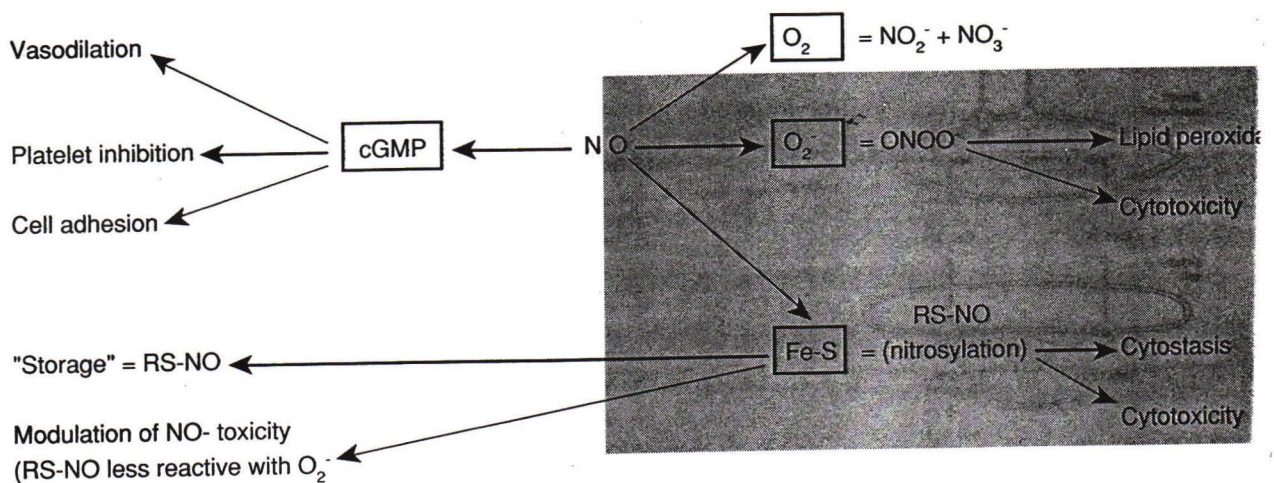 Vasodilation
Platelet inhibition
Cell adhesion
cGMP
NO
O₂ = NO₂⁻ + NO₃⁻
O₂⁻ = ONOO⁻
Lipid peroxida
Cytotoxicity
RS-NO
Fe-S = (nitrosylation)
Cytostasis
Cytotoxicity
"Storage" = RS-NO
Modulation of NO- toxicity
(RS-NO less reactive with O₂⁻